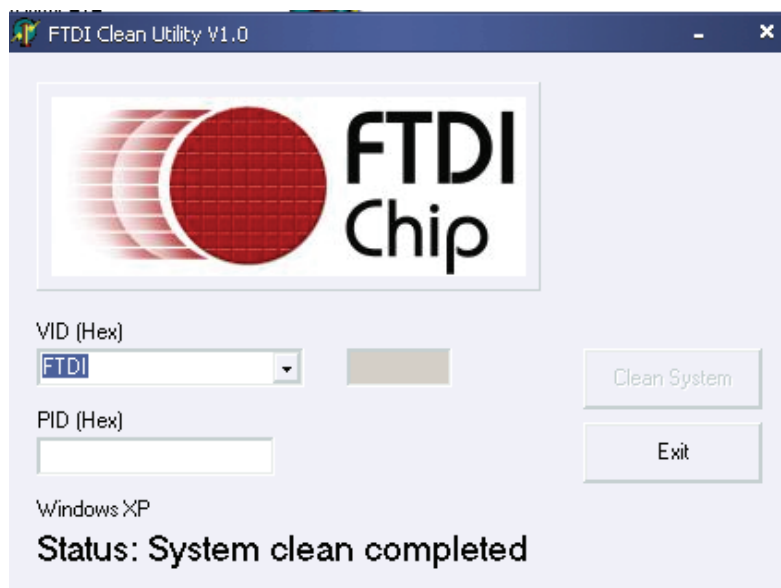 FTDI Clean Utility V1.0
FTDI
Chip
VID (Hex)
FTDI
Clean System
PID (Hex)
Exit
Windows XP
Status: System clean completed